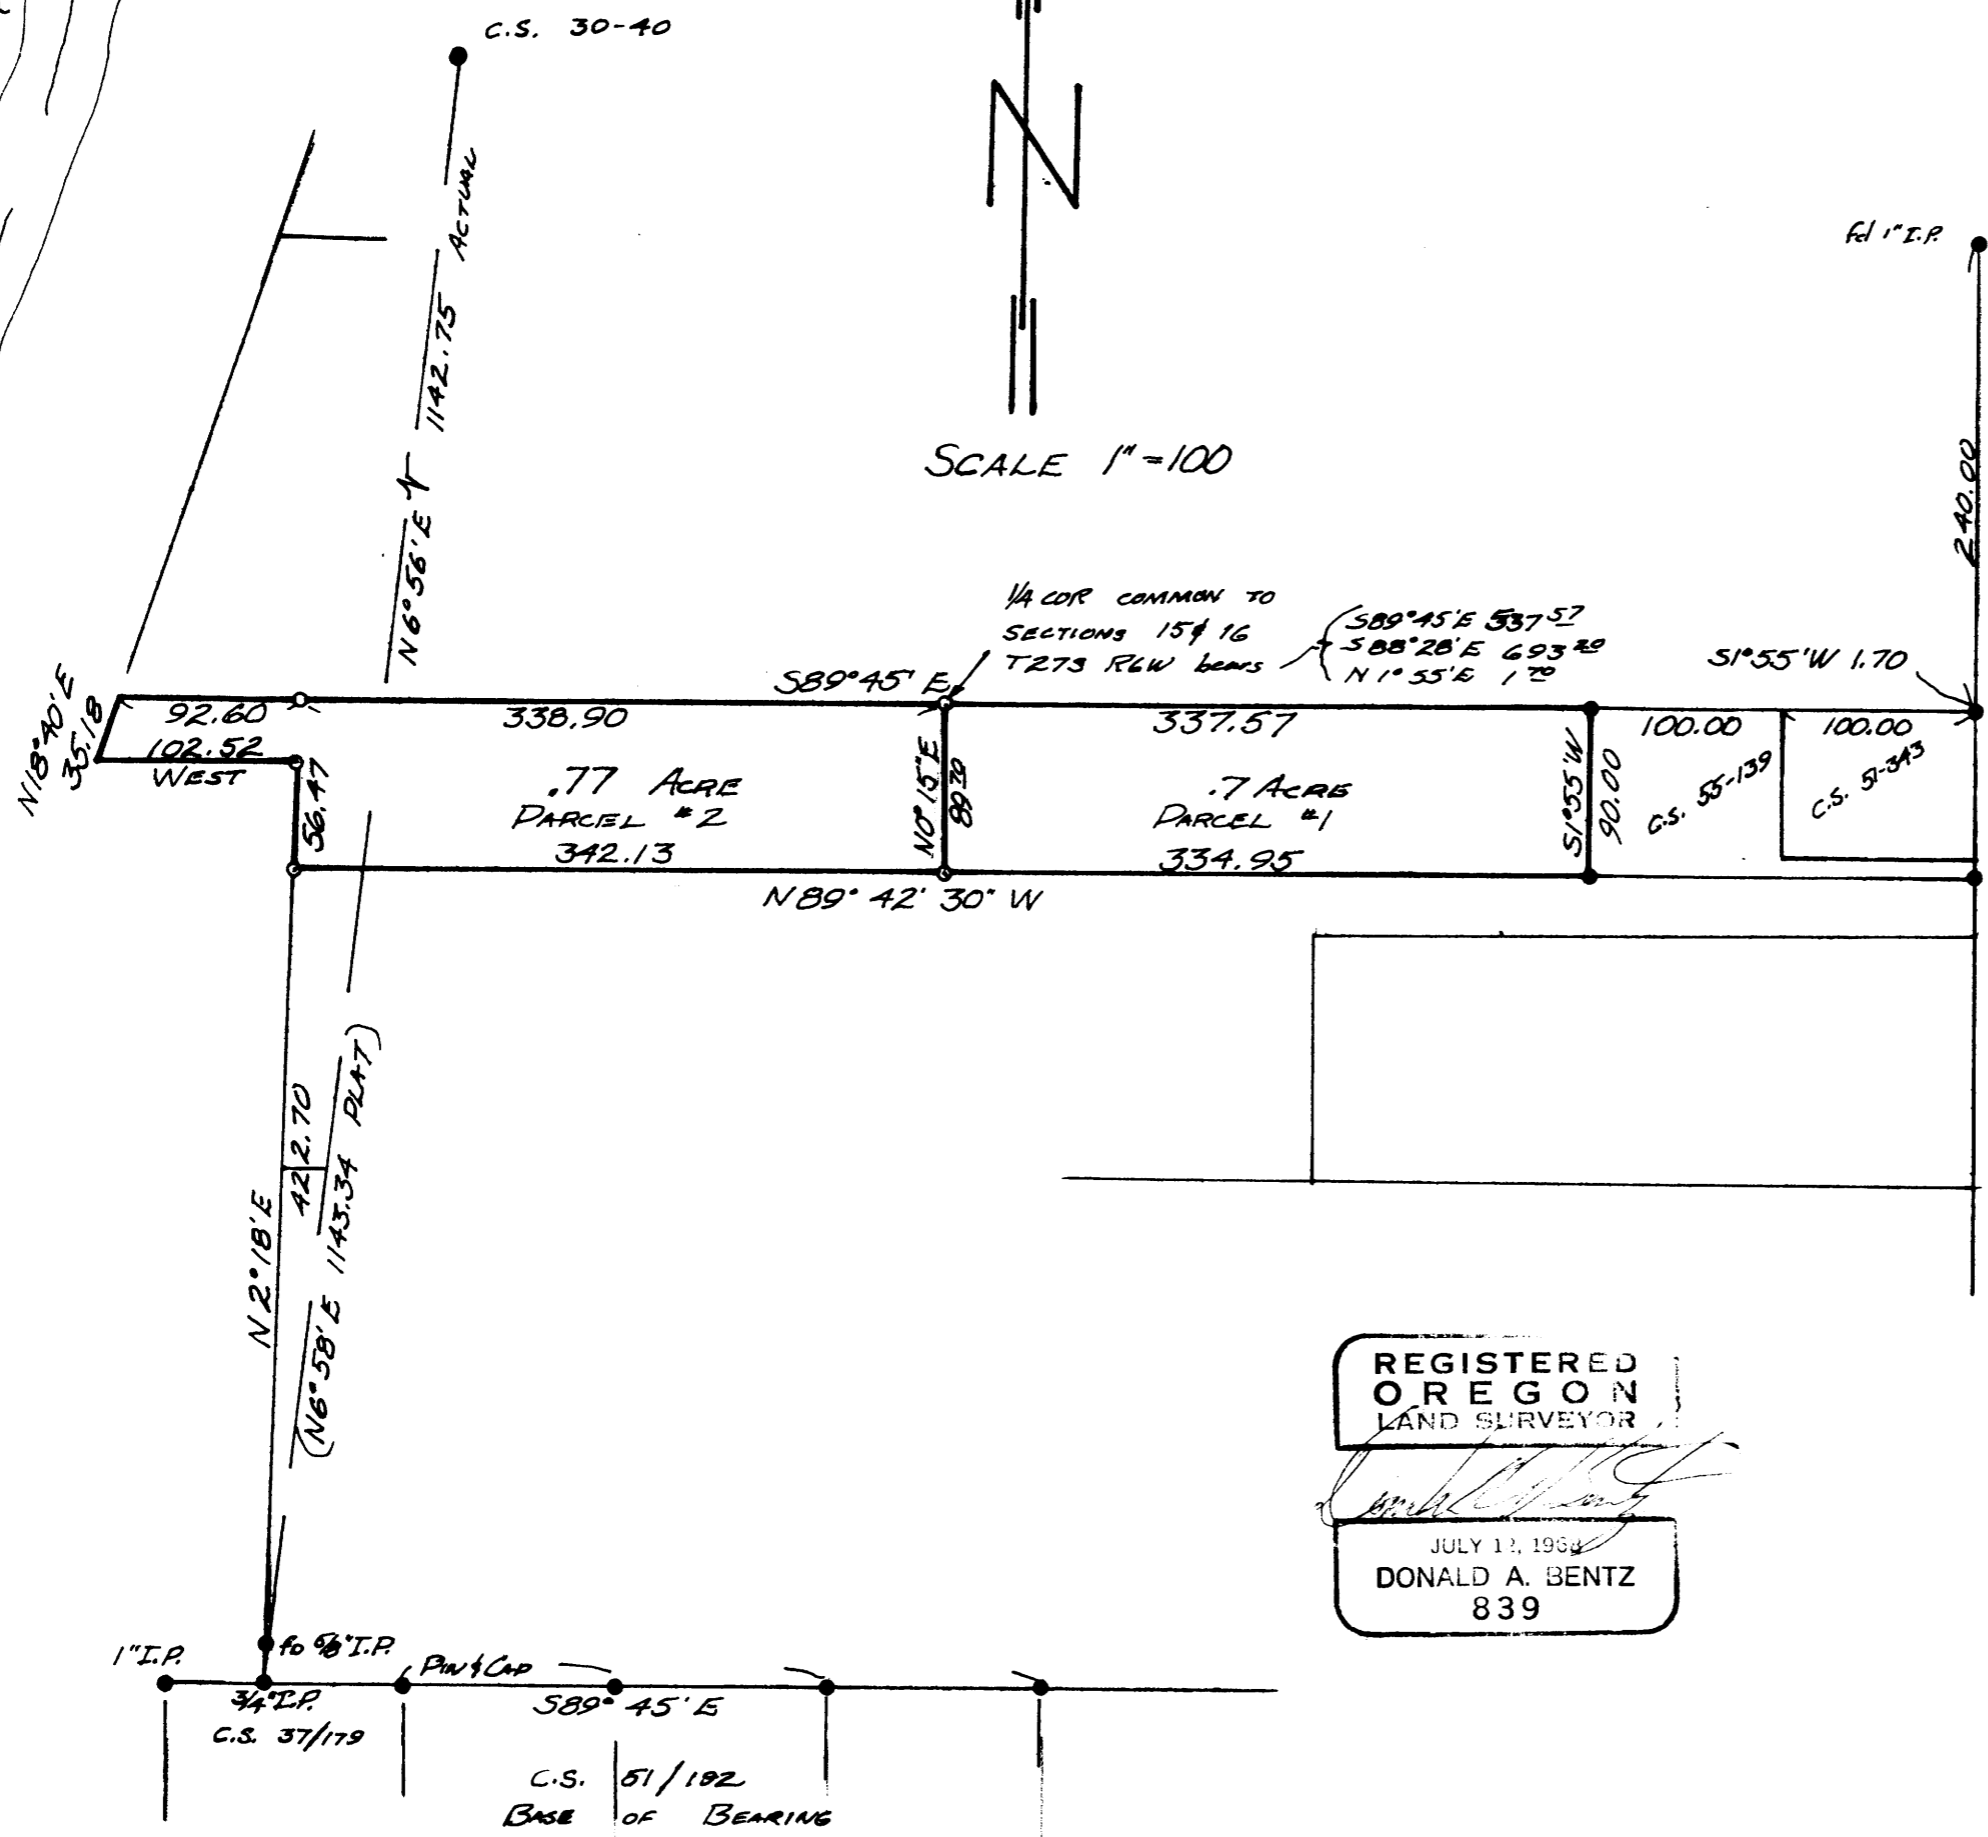 C.S. 30-40
N
fd 1" I.P.
N6°56'E 1142.75 ACTUAL
SCALE 1"=100
240.00
1/4 COR COMMON TO
SECTIONS 15 & 16
T27S R6W bears
S89°45'E 537 57
S88°28'E 693 20
N1°55'E 1 70
S1°55'W 1.70
S89°45' E
N18°40'E
35.18
92.60
338.90
337.57
100.00
100.00
102.52
WEST
56.47
.77 ACRE
PARCEL #2
342.13
N0°15'E
89 70
.7 ACRE
PARCEL #1
334.95
S1°55'W
90.00
C.S. 55-139
C.S. 51-343
N89° 42' 30" W
N2°18'E
422.70
(N6°58'E 1143.34 PLAT)
REGISTERED
OREGON
LAND SURVEYOR
DONALD A. BENTZ
839
1" I.P.
fd 5/8" I.P.
PIN & CAP
3/4" I.P.
C.S. 37/179
S89° 45' E
C.S. 51/182
BASE OF BEARING